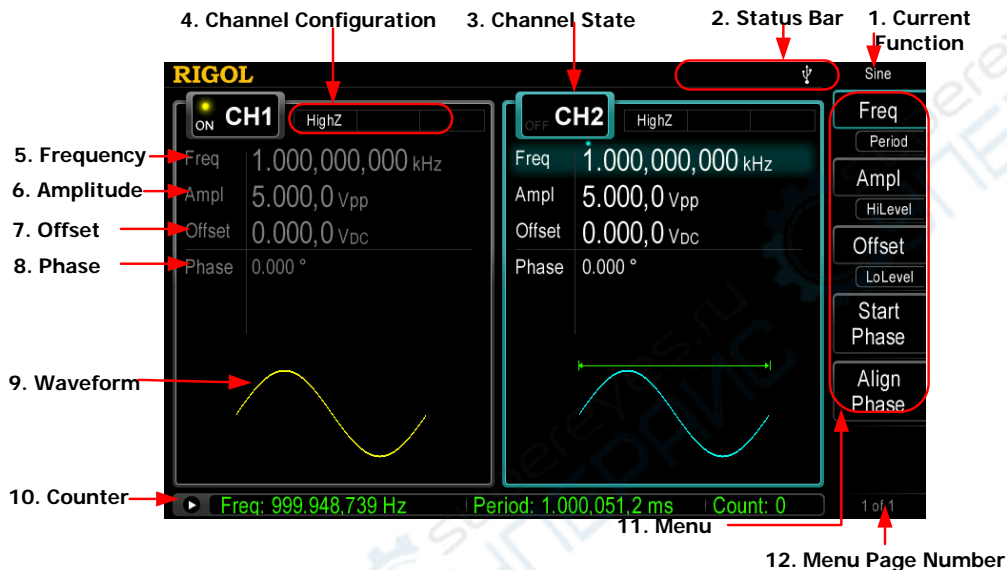 4. Channel Configuration
3. Channel State
2. Status Bar
1. Current Function
RIGOL
Sine
ON CH1
HighZ
OFF CH2
HighZ
5. Frequency
Freq 1.000,000,000 kHz
6. Amplitude
Ampl 5.000,0 Vpp
7. Offset
Offset 0.000,0 VDC
8. Phase
Phase 0.000 °
Freq 1.000,000,000 kHz
Ampl 5.000,0 Vpp
Offset 0.000,0 VDC
Phase 0.000 °
Freq
Period
Ampl
HiLevel
Offset
LoLevel
Start
Phase
Align
Phase
9. Waveform
10. Counter
Freq: 999.948,739 Hz Period: 1.000,051,2 ms Count: 0
1 of 1
11. Menu
12. Menu Page Number